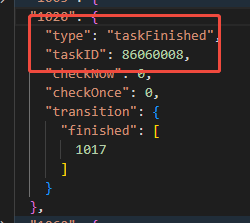 "1020": {
"type": "taskFinished",
"taskID": 86060008,
"checkNow": 0,
"checkOnce": 0,
"transition": {
"finished": [
1017
]
}
},